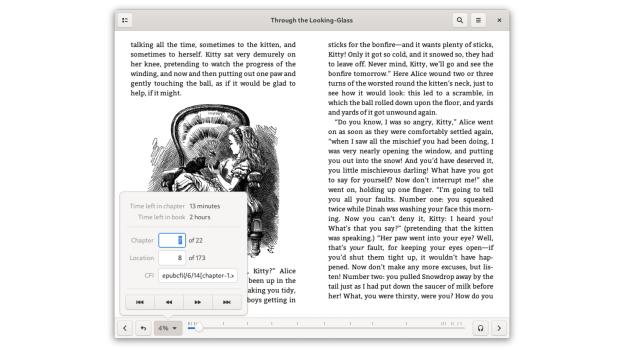 Through the Looking-Glass
talking all the time, sometimes to the kitten, and
sometimes to herself. Kitty sat very demurely on
her knee, pretending to watch the progress of the
winding, and now and then putting out one paw and
gently touching the ball, as if it would be glad to
help, if it might.
Kitty?" Alice
been up in the
aking you tidy,
boys getting in
sticks for the bonfire—and it wants plenty of sticks,
Kitty! Only it got so cold, and it snowed so, they had
to leave off. Never mind, Kitty, we'll go and see the
bonfire tomorrow." Here Alice wound two or three
turns of the worsted round the kitten's neck, just to
see how it would look: this led to a scramble, in
which the ball rolled down upon the floor, and yards
and yards of it got unwound again.
"Do you know, I was so angry, Kitty," Alice went
on as soon as they were comfortably settled again,
"when I saw all the mischief you had been doing, I
was very nearly opening the window, and putting
you out into the snow! And you'd have deserved it,
you little mischievous darling! What have you got
to say for yourself? Now don't interrupt me!" she
went on, holding up one finger. "I'm going to tell
you all your faults. Number one: you squeaked
twice while Dinah was washing your face this morn-
ing. Now you can't deny it, Kitty: I heard you!
What's that you say?" (pretending that the kitten
was speaking.) "Her paw went into your eye? Well,
that's your fault, for keeping your eyes open—if
you'd shut them tight up, it wouldn't have hap-
pened. Now don't make any more excuses, but lis-
ten! Number two: you pulled Snowdrop away by the
tail just as I had put down the saucer of milk before
her! What, you were thirsty, were you? How do you
Time left in chapter 13 minutes
Time left in book 2 hours
Chapter of 22
Location 8 of 173
CFI epubcfi(/6/14[chapter-1.x
4%